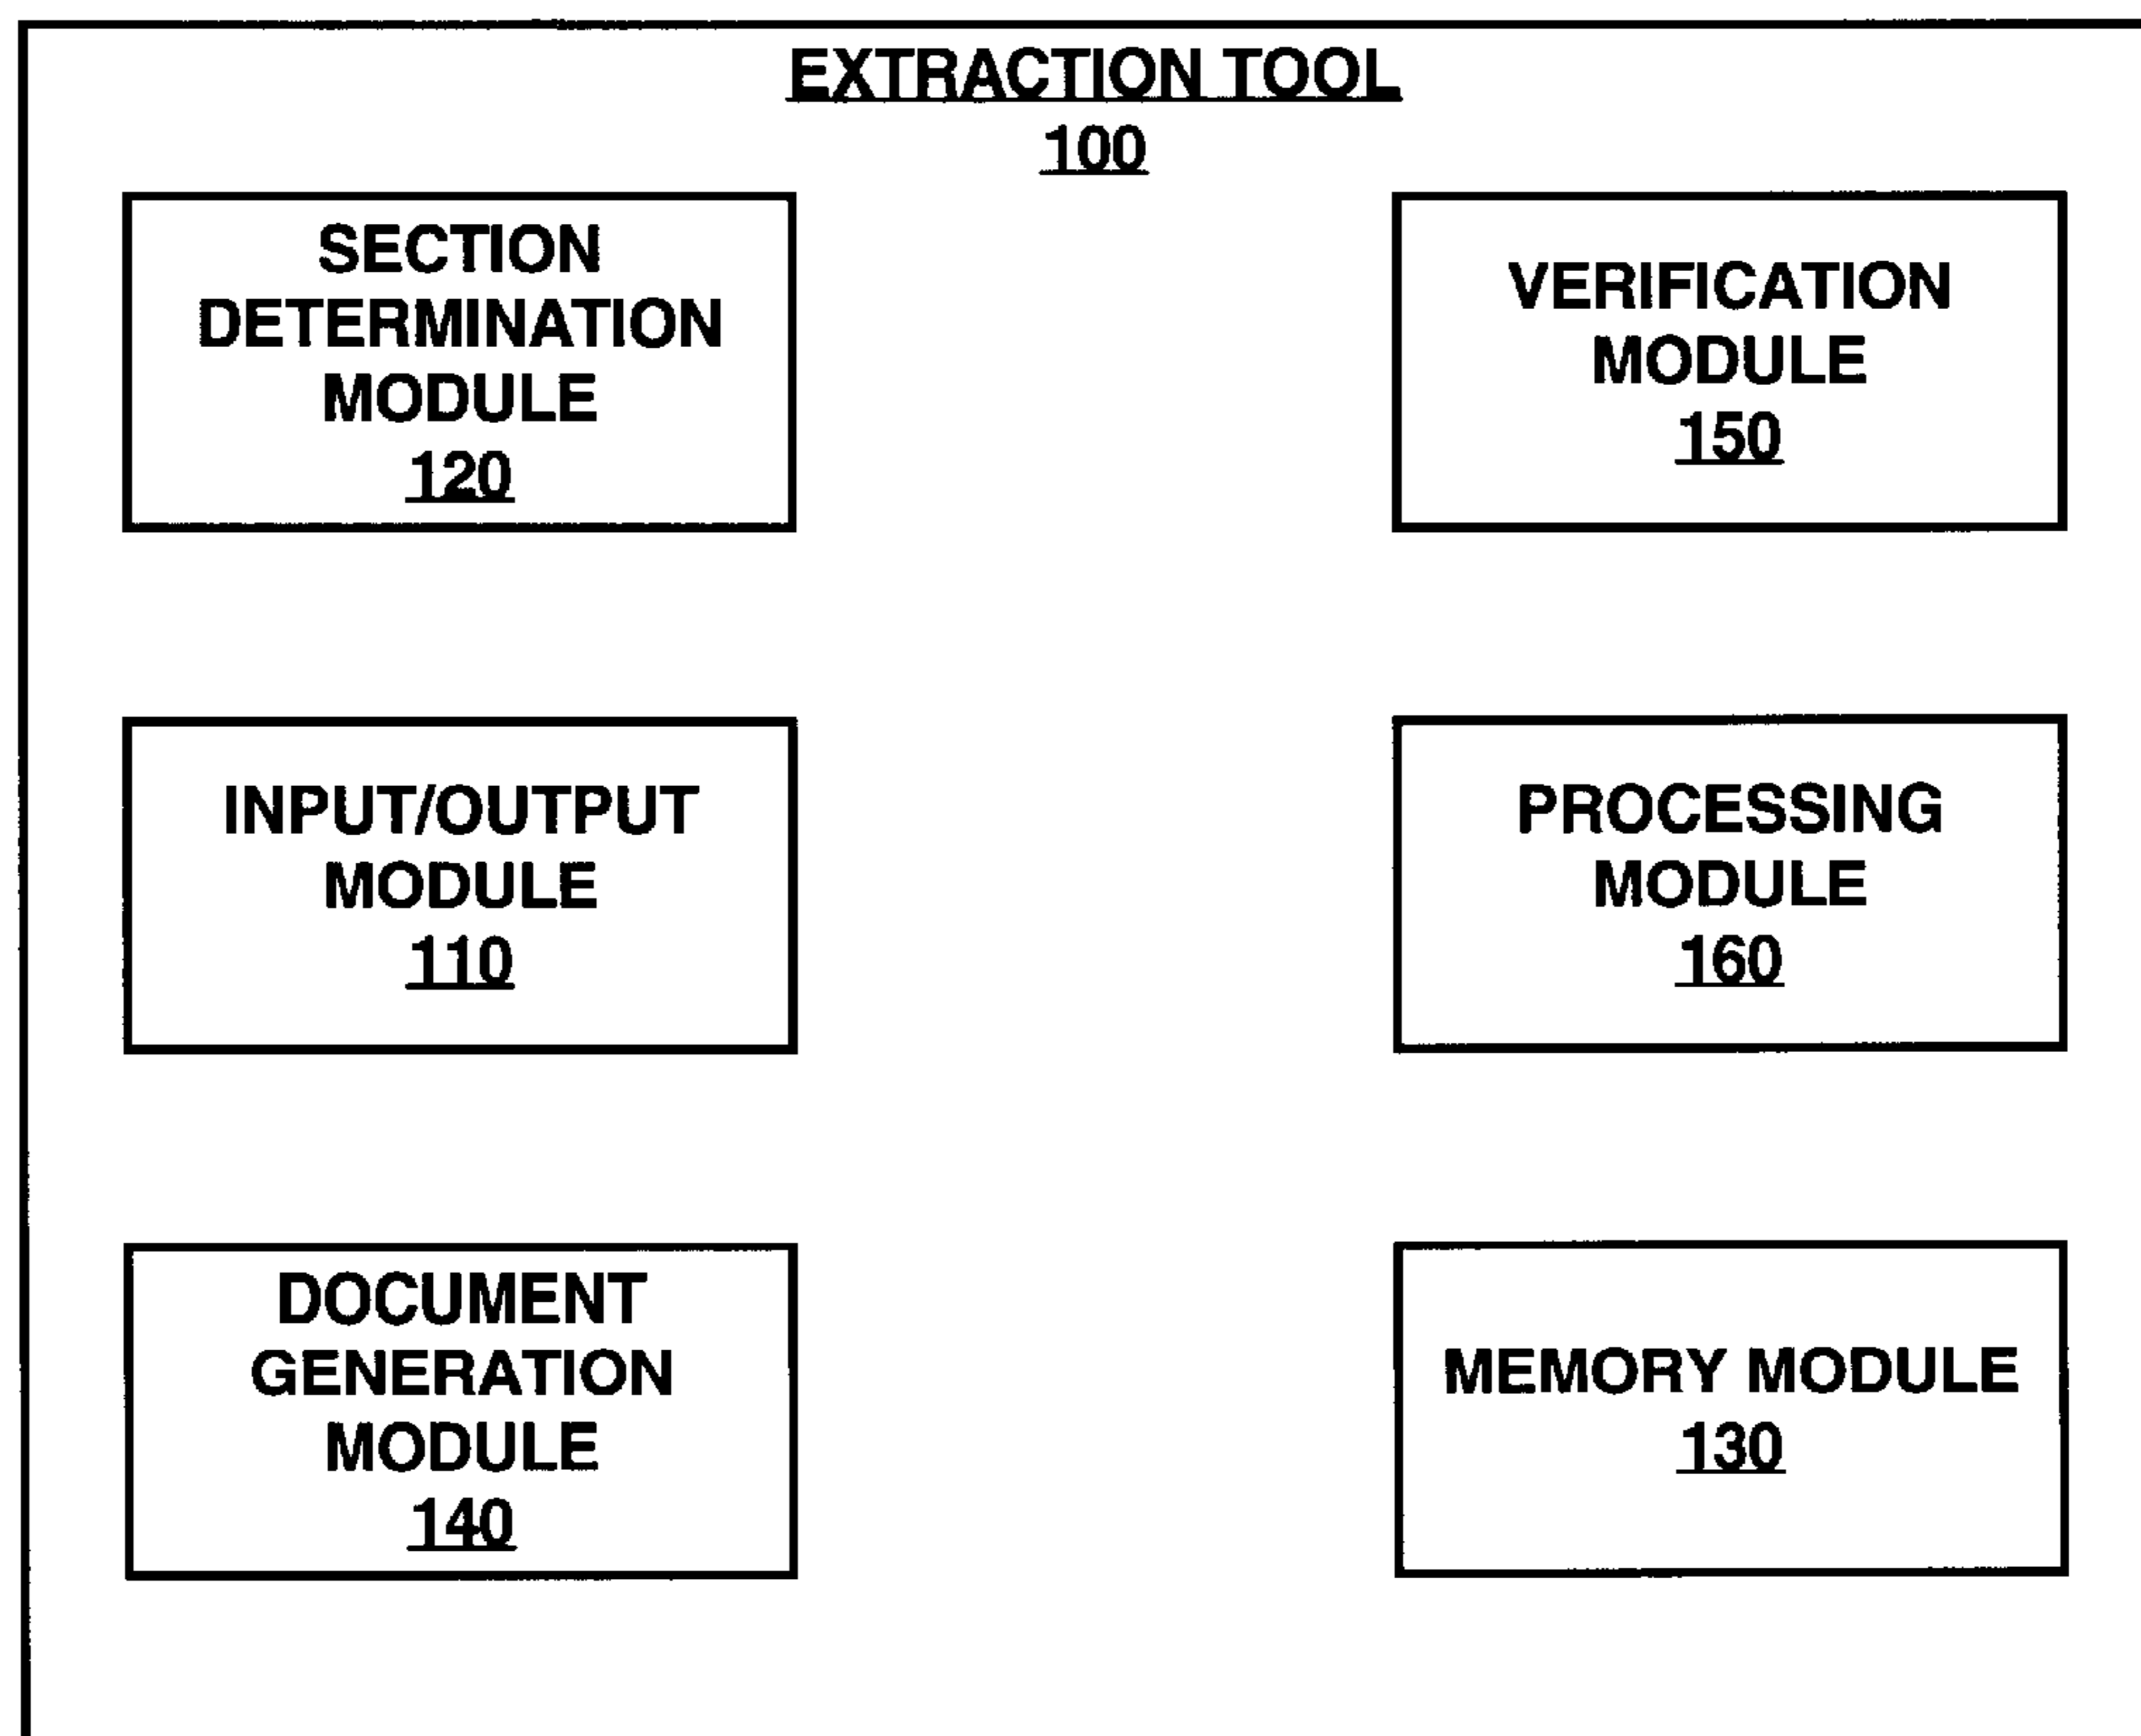 EXTRACTION TOOL
100
SECTION
DETERMINATION
MODULE
120
VERIFICATION
MODULE
150
INPUT/OUTPUT
MODULE
110
PROCESSING
MODULE
160
DOCUMENT
GENERATION
MODULE
140
MEMORY MODULE
130